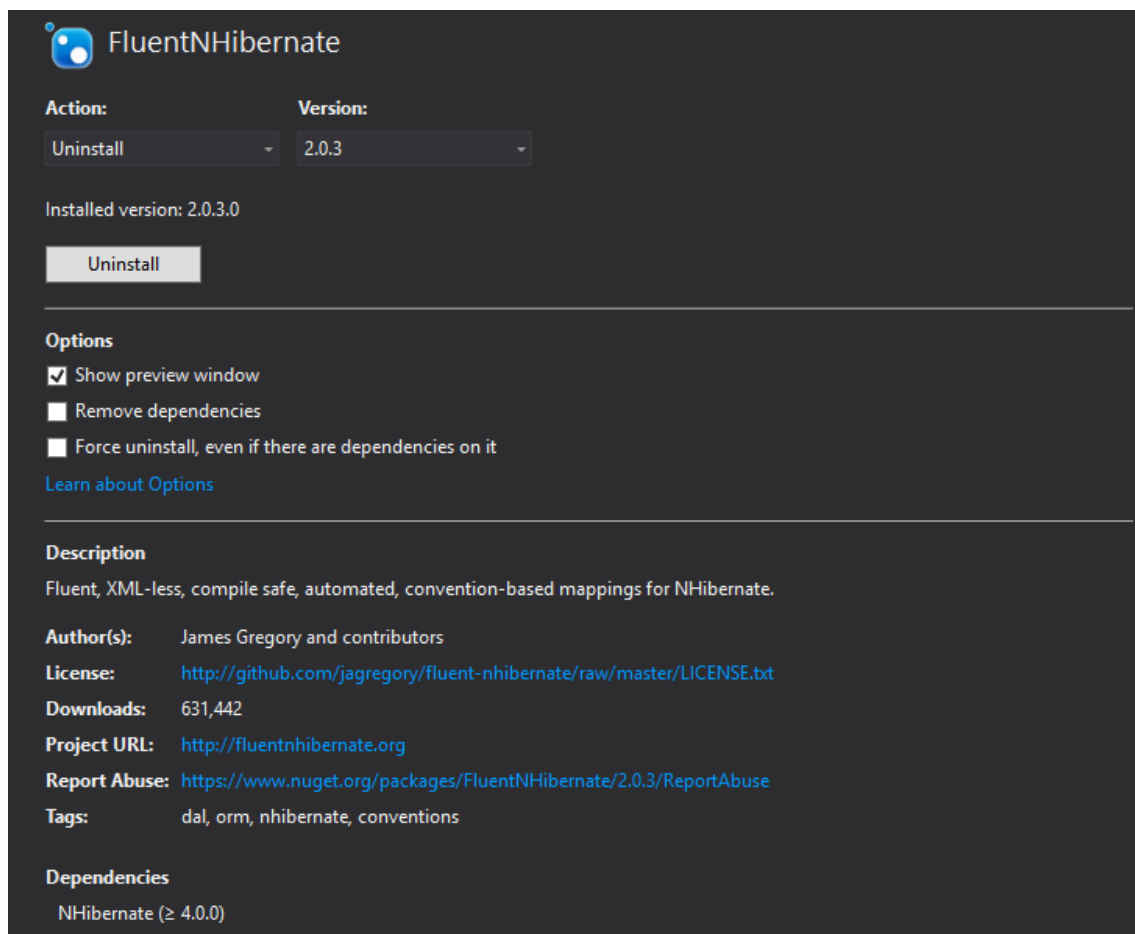 FluentNHibernate
Action: Version:
Uninstall 2.0.3
Installed version: 2.0.3.0
Uninstall
Options
Show preview window
Remove dependencies
Force uninstall, even if there are dependencies on it
Learn about Options
Description
Fluent, XML-less, compile safe, automated, convention-based mappings for NHibernate.
Author(s): James Gregory and contributors
License: http://github.com/jagregory/fluent-nhibernate/raw/master/LICENSE.txt
Downloads: 631,442
Project URL: http://fluentnhibernate.org
Report Abuse: https://www.nuget.org/packages/FluentNHibernate/2.0.3/ReportAbuse
Tags: dal, orm, nhibernate, conventions
Dependencies
NHibernate (≥ 4.0.0)